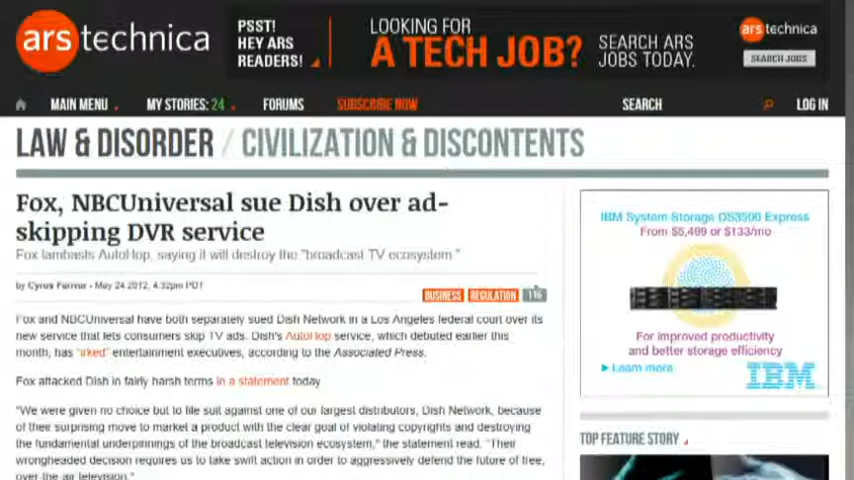 ars technica
PSST!
HEY ARS
READERS!
LOOKING FOR
A TECH JOB?
SEARCH ARS
JOBS TODAY.
ars technica
SEARCH JOBS
MAIN MENU
MY STORIES: 24
FORUMS
SUBSCRIBE NOW
SEARCH
LOG IN
LAW & DISORDER / CIVILIZATION & DISCONTENTS
Fox, NBCUniversal sue Dish over ad-
skipping DVR service
Fox lambasts AutoHop, saying it will destroy the "broadcast TV ecosystem."
by Cyrus Farivar - May 24 2012, 4:32pm PDT
BUSINESS REGULATION 116
Fox and NBCUniversal have both separately sued Dish Network in a Los Angeles federal court over its
new service that lets consumers skip TV ads. Dish's AutoHop service, which debuted earlier this
month, has "irked" entertainment executives, according to the Associated Press.
Fox attacked Dish in fairly harsh terms in a statement today
"We were given no choice but to file suit against one of our largest distributors, Dish Network, because
of their surprising move to market a product with the clear goal of violating copyrights and destroying
the fundamental underpinnings of the broadcast television ecosystem," the statement read. "Their
wrongheaded decision requires us to take swift action in order to aggressively defend the future of free,
over-the-air television."
IBM System Storage DS3500 Express
From $5,499 or $133/mo
For improved productivity
and better storage efficiency
Learn more
IBM
TOP FEATURE STORY